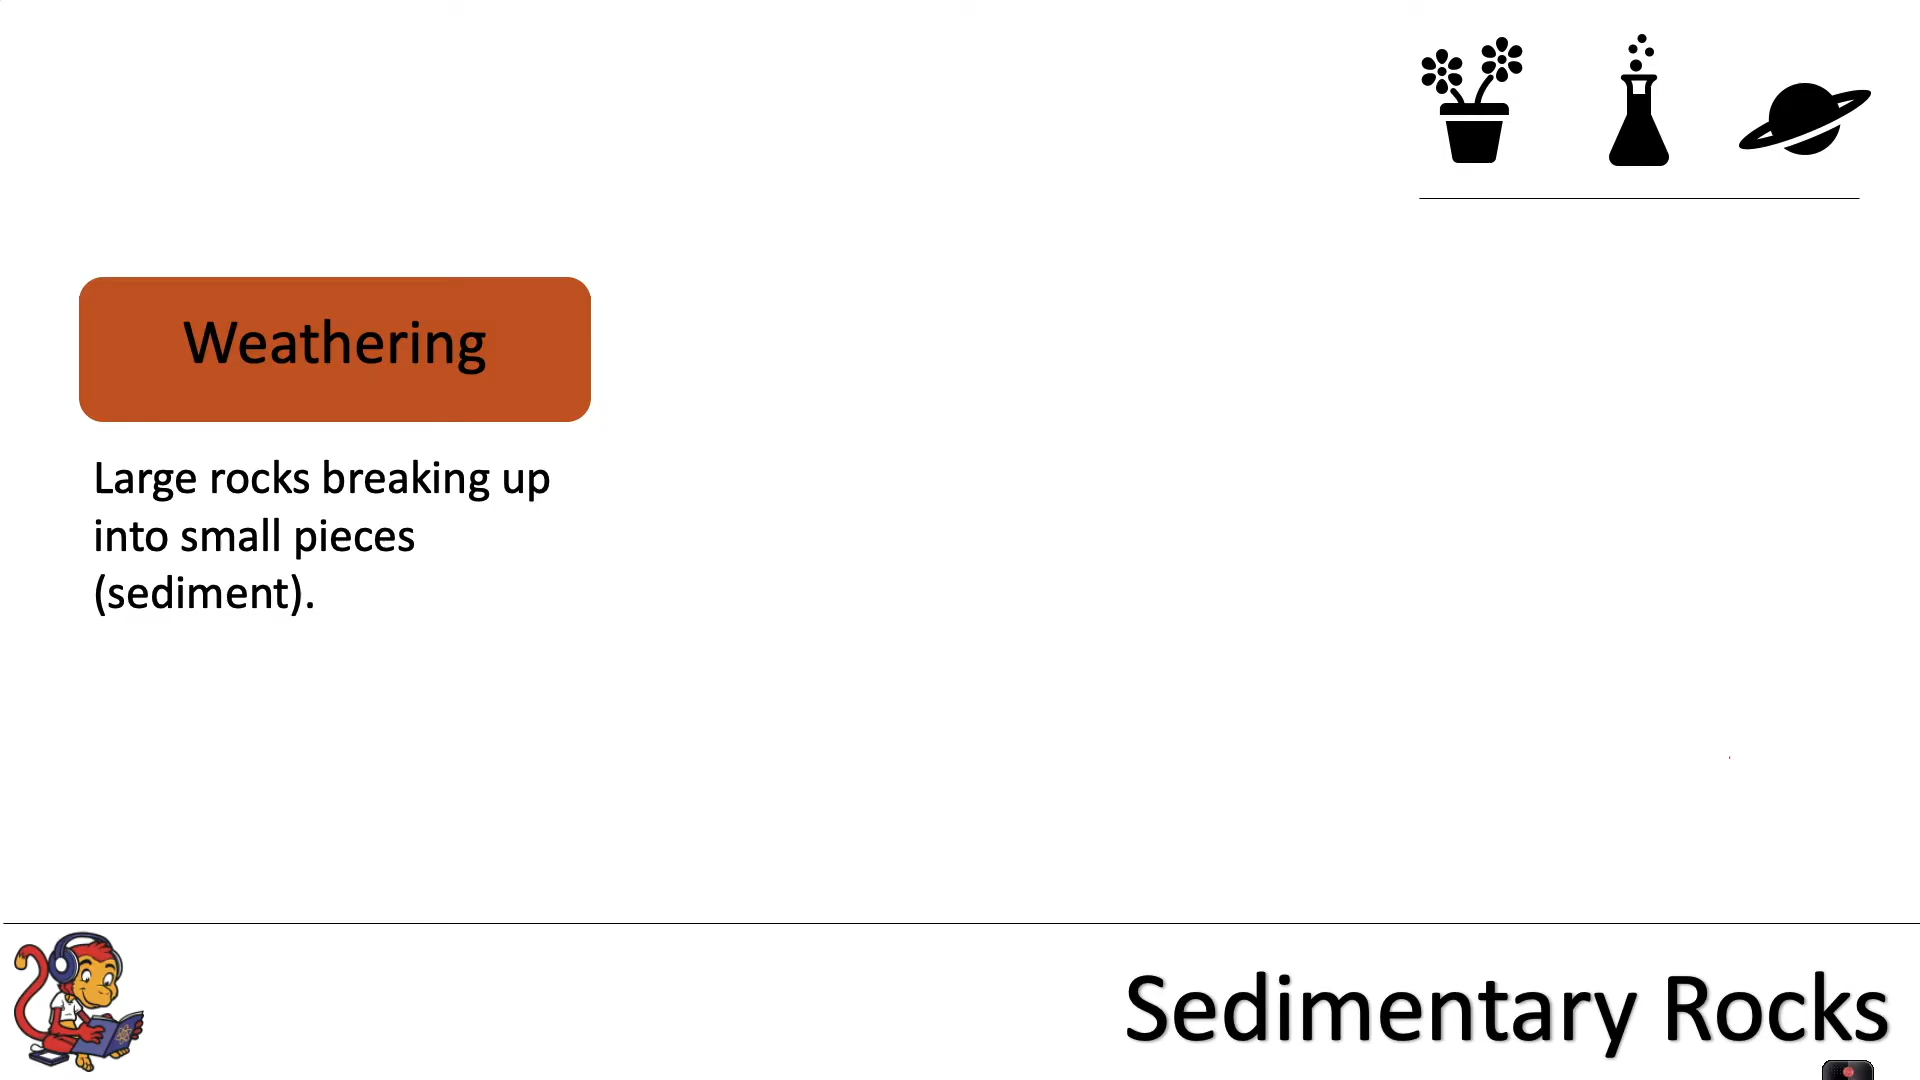 Weathering
Large rocks breaking up
into small pieces
(sediment).
Sedimentary Rocks